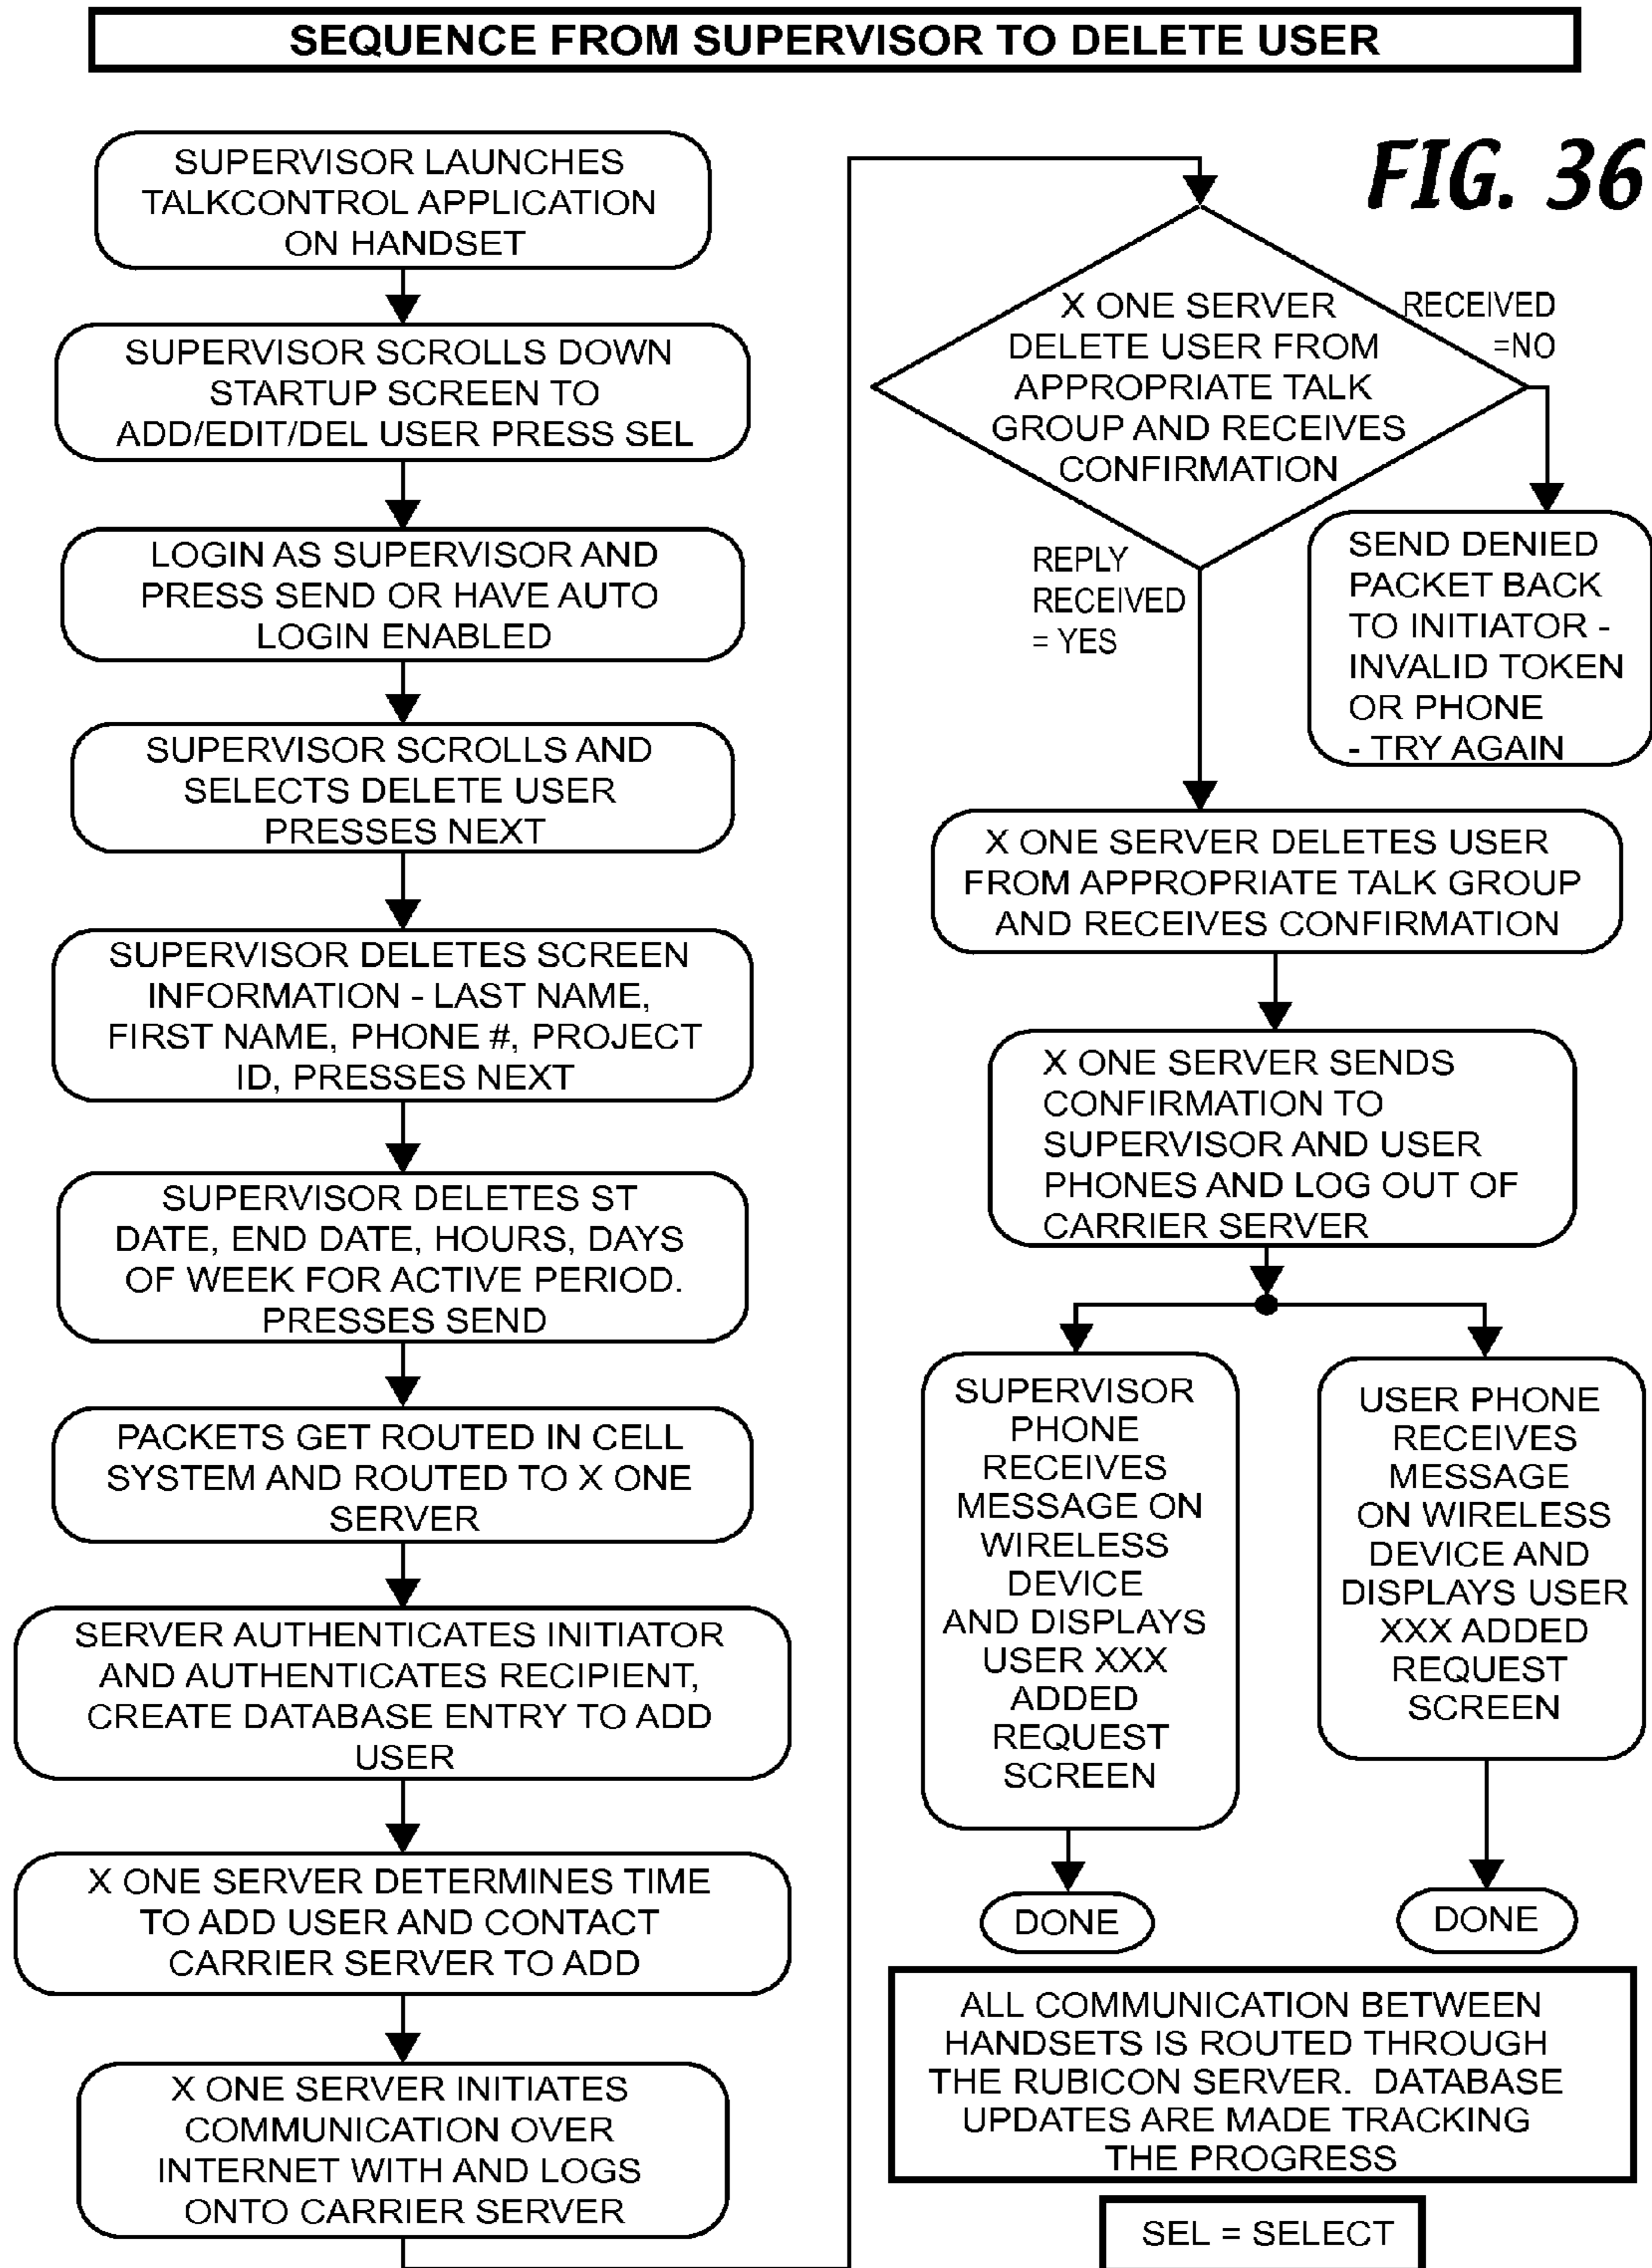 SEQUENCE FROM SUPERVISOR TO DELETE USER
FIG. 36
SUPERVISOR LAUNCHES
TALKCONTROL APPLICATION
ON HANDSET
SUPERVISOR SCROLLS DOWN
STARTUP SCREEN TO
ADD/EDIT/DEL USER PRESS SEL
LOGIN AS SUPERVISOR AND
PRESS SEND OR HAVE AUTO
LOGIN ENABLED
SUPERVISOR SCROLLS AND
SELECTS DELETE USER
PRESSES NEXT
SUPERVISOR DELETES SCREEN
INFORMATION - LAST NAME,
FIRST NAME, PHONE #, PROJECT
ID, PRESSES NEXT
SUPERVISOR DELETES ST
DATE, END DATE, HOURS, DAYS
OF WEEK FOR ACTIVE PERIOD.
PRESSES SEND
PACKETS GET ROUTED IN CELL
SYSTEM AND ROUTED TO X ONE
SERVER
SERVER AUTHENTICATES INITIATOR
AND AUTHENTICATES RECIPIENT,
CREATE DATABASE ENTRY TO ADD
USER
X ONE SERVER DETERMINES TIME
TO ADD USER AND CONTACT
CARRIER SERVER TO ADD
X ONE SERVER INITIATES
COMMUNICATION OVER
INTERNET WITH AND LOGS
ONTO CARRIER SERVER
X ONE SERVER
DELETE USER FROM
APPROPRIATE TALK
GROUP AND RECEIVES
CONFIRMATION
RECEIVED
=NO
REPLY
RECEIVED
= YES
SEND DENIED
PACKET BACK
TO INITIATOR -
INVALID TOKEN
OR PHONE
- TRY AGAIN
X ONE SERVER DELETES USER
FROM APPROPRIATE TALK GROUP
AND RECEIVES CONFIRMATION
X ONE SERVER SENDS
CONFIRMATION TO
SUPERVISOR AND USER
PHONES AND LOG OUT OF
CARRIER SERVER
SUPERVISOR
PHONE
RECEIVES
MESSAGE ON
WIRELESS
DEVICE
AND DISPLAYS
USER XXX
ADDED
REQUEST
SCREEN
USER PHONE
RECEIVES
MESSAGE
ON WIRELESS
DEVICE AND
DISPLAYS USER
XXX ADDED
REQUEST
SCREEN
DONE
DONE
ALL COMMUNICATION BETWEEN
HANDSETS IS ROUTED THROUGH
THE RUBICON SERVER.  DATABASE
UPDATES ARE MADE TRACKING
THE PROGRESS
SEL = SELECT